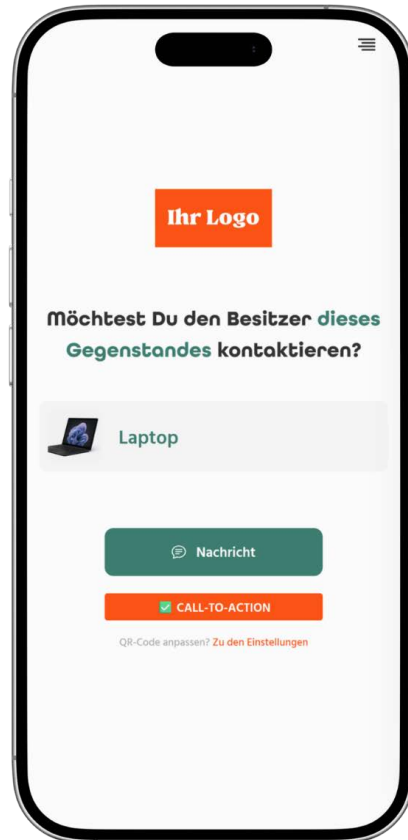 Ihr Logo
Möchtest Du den Besitzer dieses
Gegenstandes kontaktieren?
Laptop
Nachricht
✅ CALL-TO-ACTION
QR-Code anpassen? Zu den Einstellungen